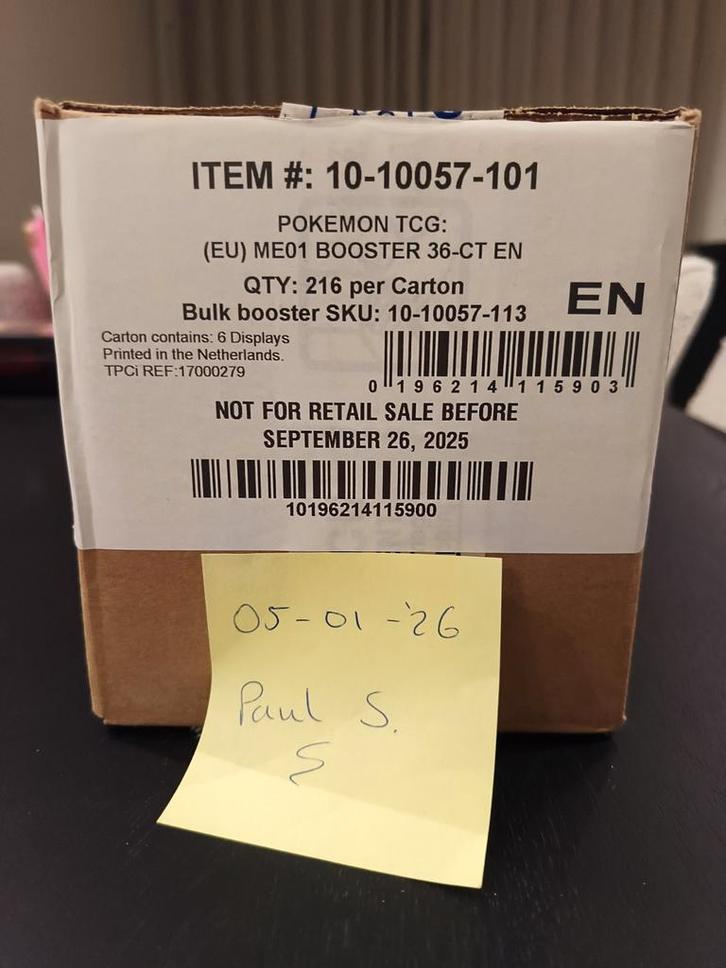 ITEM #: 10-10057-101
POKEMON TCG:
(EU) ME01 BOOSTER 36-CT EN
QTY: 216 per Carton
Bulk booster SKU: 10-10057-113
EN
Carton contains: 6 Displays
Printed in the Netherlands.
TPCi REF:17000279
0 196214 115903
NOT FOR RETAIL SALE BEFORE
SEPTEMBER 26, 2025
10196214115900
05-01-'26
Paul S.
S